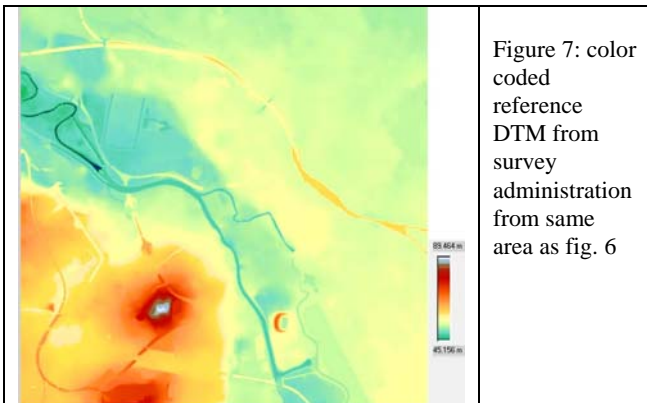 Figure 7: color
coded
reference
DTM from
survey
administration
from same
area as fig. 6
89.464 m
45.156 m